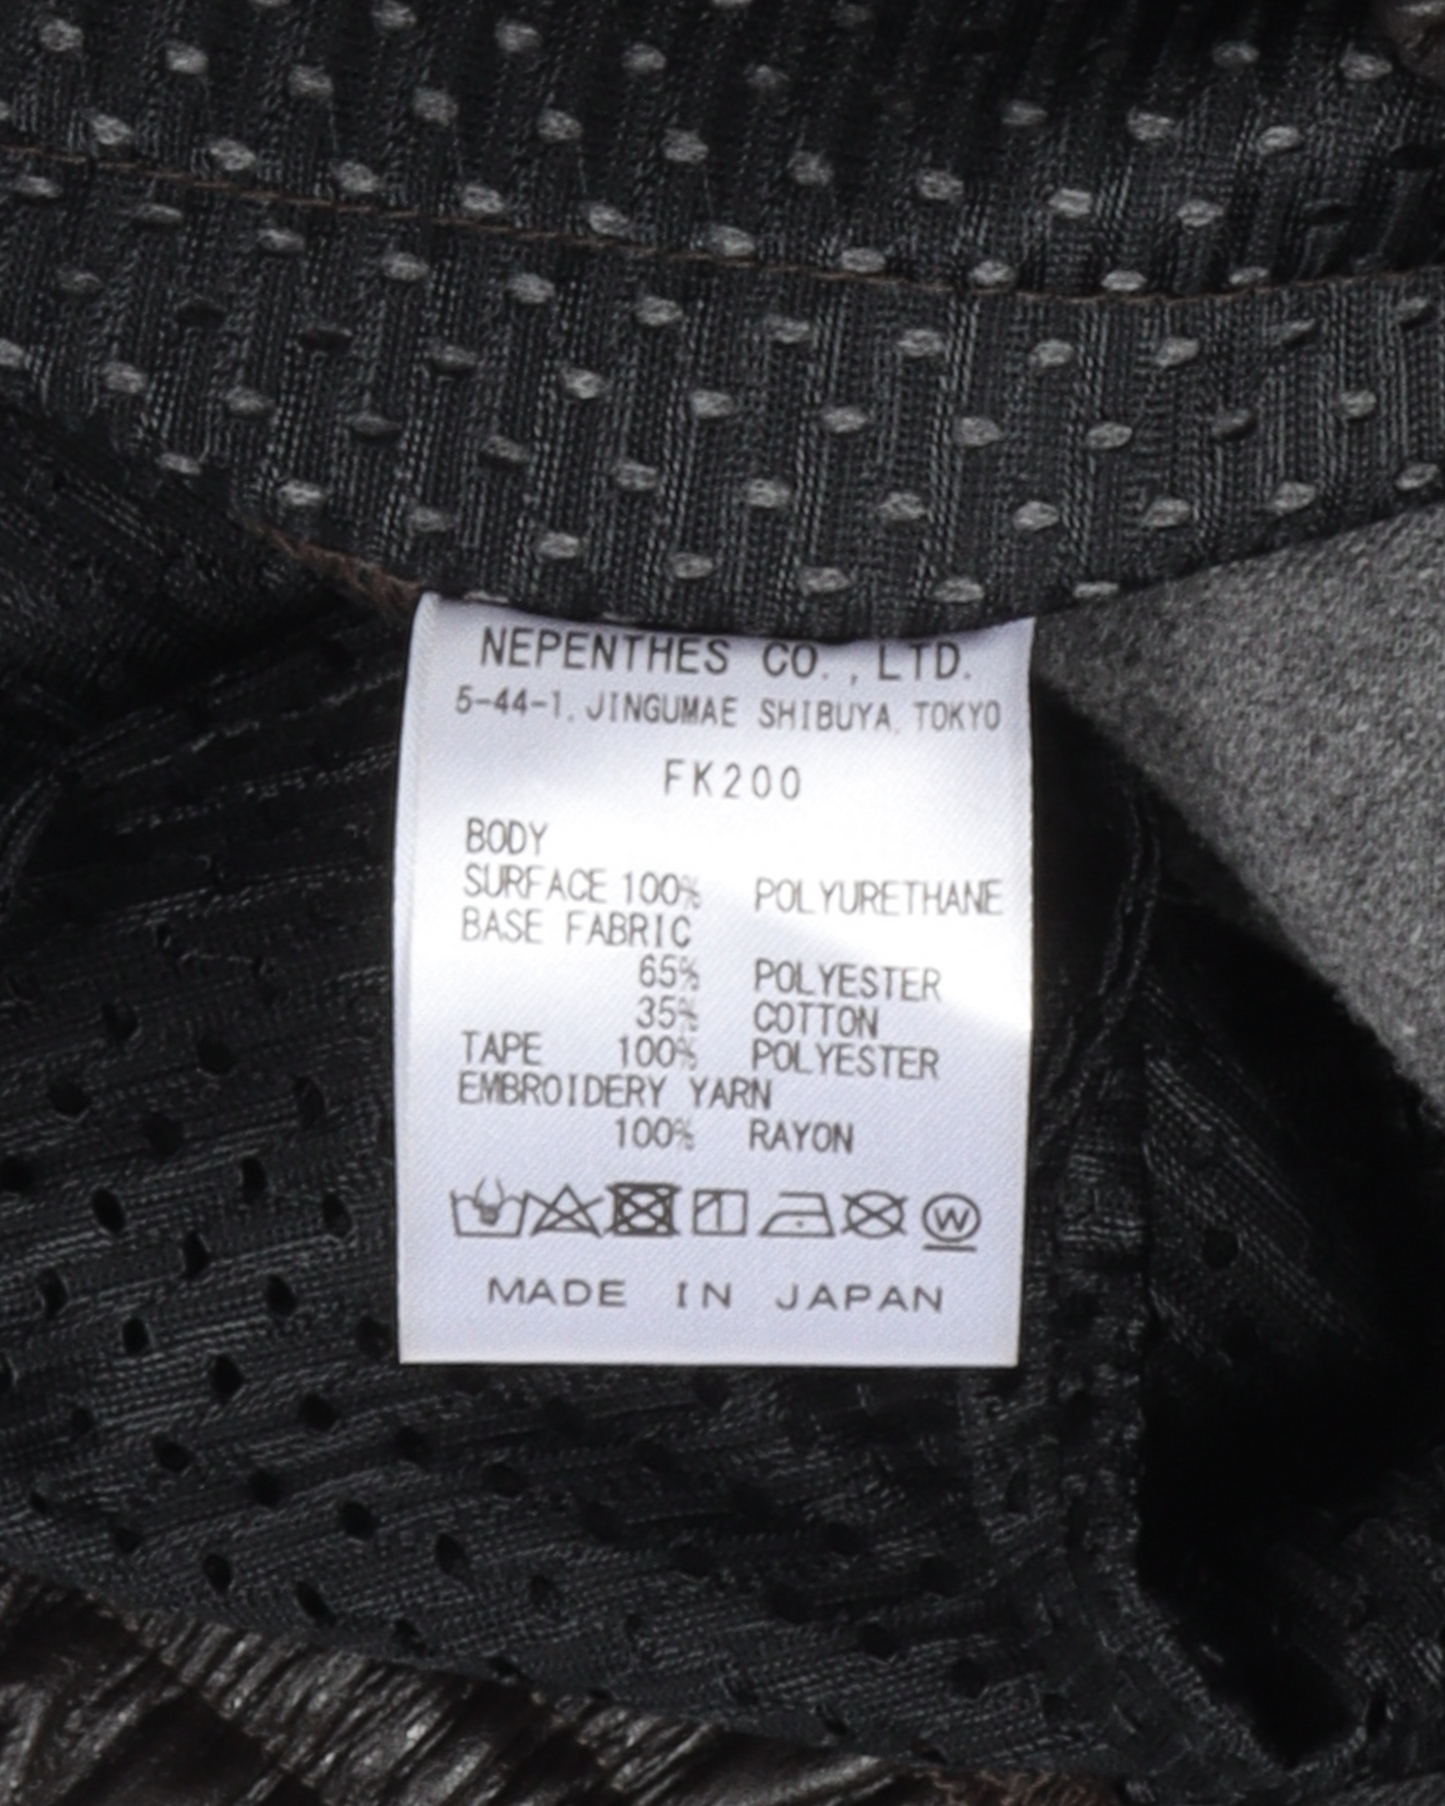 NEPENTHES CO.,LTD.
5-44-1, JINGUMAE SHIBUYA, TOKYO
FK200
BODY
SURFACE 100% POLYURETHANE
BASE FABRIC
65% POLYESTER
35% COTTON
TAPE 100% POLYESTER
EMBROIDERY YARN
100% RAYON
W
MADE IN JAPAN